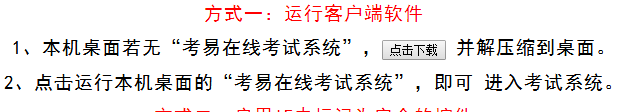 方式一：运行客户端软件
1、本机桌面若无“考易在线考试系统”， 点击下载 并解压缩到桌面。
2、点击运行本机桌面的“考易在线考试系统”，即可 进入考试系统。